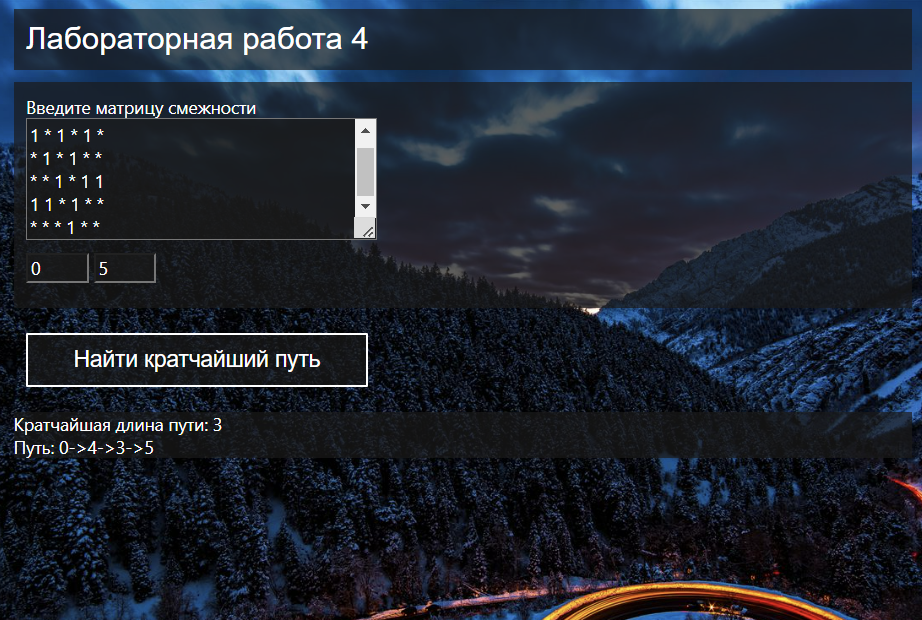 Лабораторная работа 4
Введите матрицу смежности
1 * 1 * 1 *
* 1 * 1 * *
* * 1 * 1 1
1 1 * 1 * *
* * * 1 * *
0 5
Найти кратчайший путь
Кратчайшая длина пути: 3
Путь: 0->4->3->5